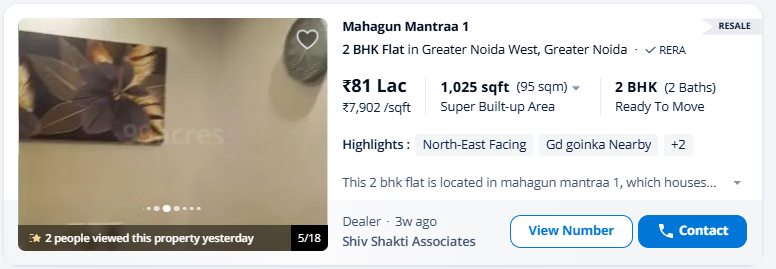 Mahagun Mantraa 1
RESALE
2 BHK Flat in Greater Noida West, Greater Noida · ✓ RERA
₹81 Lac
₹7,902 /sqft
1,025 sqft (95 sqm)
Super Built-up Area
2 BHK (2 Baths)
Ready To Move
Highlights : North-East Facing Gd goinka Nearby +2
This 2 bhk flat is located in mahagun mantraa 1, which houses...
99acres
2 people viewed this property yesterday 5/18
Dealer · 3w ago
Shiv Shakti Associates
View Number
Contact